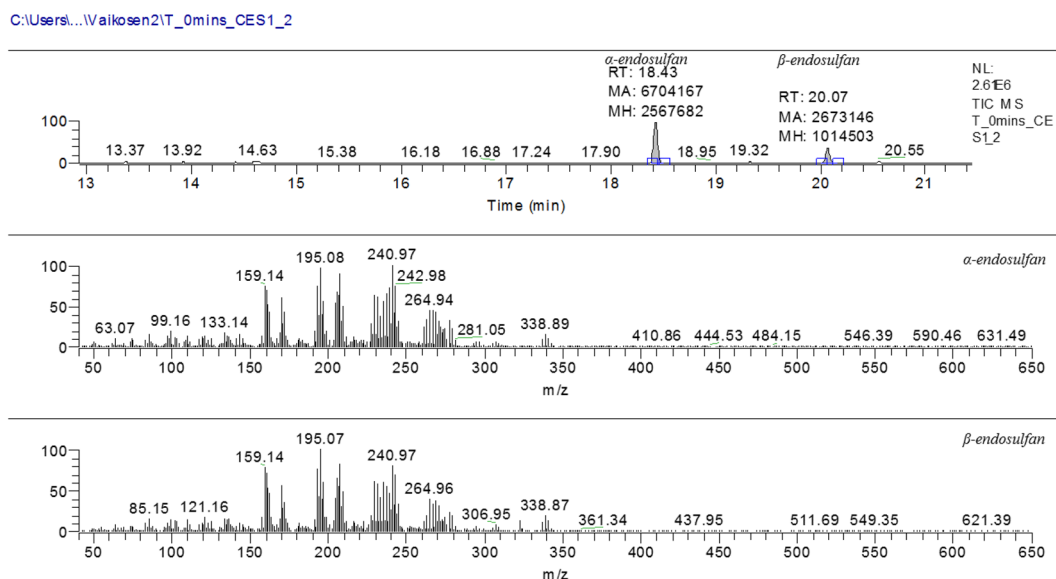 C:\Users\...\Vaikosen2\T_0mins_CES1_2
α-endosulfan
RT: 18.43
MA: 6704167
MH: 2567682
β-endosulfan
RT: 20.07
MA: 2673146
MH: 1014503
NL:
2.61E6
TIC MS
T_0mins_CE
S1_2
100
0
13.37 13.92 14.63 15.38 16.18 16.88 17.24 17.90 18.95 19.32 20.55
13 14 15 16 17 18 19 20 21
Time (min)
α-endosulfan
100
50
0
63.07 99.16 133.14 159.14 195.08 240.97 242.98 264.94 281.05 338.89 410.86 444.53 484.15 546.39 590.46 631.49
50 100 150 200 250 300 350 400 450 500 550 600 650
m/z
β-endosulfan
100
50
0
85.15 121.16 159.14 195.07 240.97 264.96 306.95 338.87 361.34 437.95 511.69 549.35 621.39
50 100 150 200 250 300 350 400 450 500 550 600 650
m/z